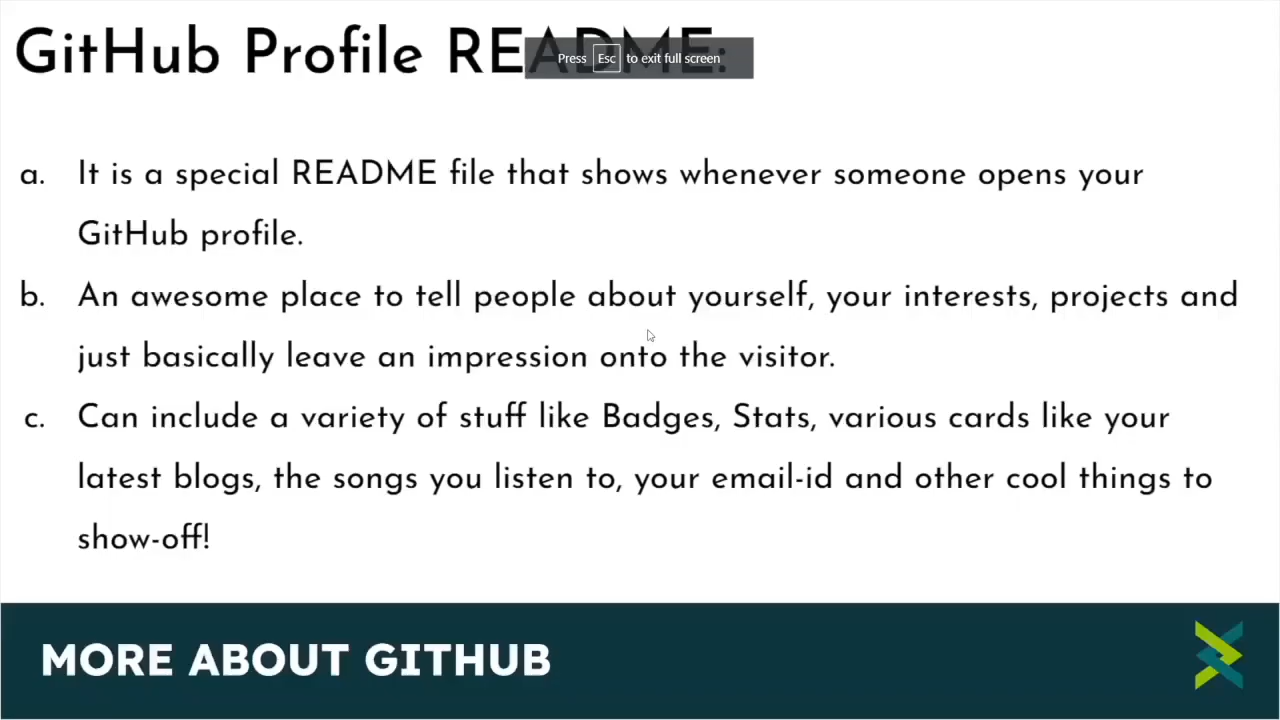 GitHub Profile README:
Press Esc to exit full screen
a. It is a special README file that shows whenever someone opens your
GitHub profile.
b. An awesome place to tell people about yourself, your interests, projects and
just basically leave an impression onto the visitor.
c. Can include a variety of stuff like Badges, Stats, various cards like your
latest blogs, the songs you listen to, your email-id and other cool things to
show-off!
MORE ABOUT GITHUB